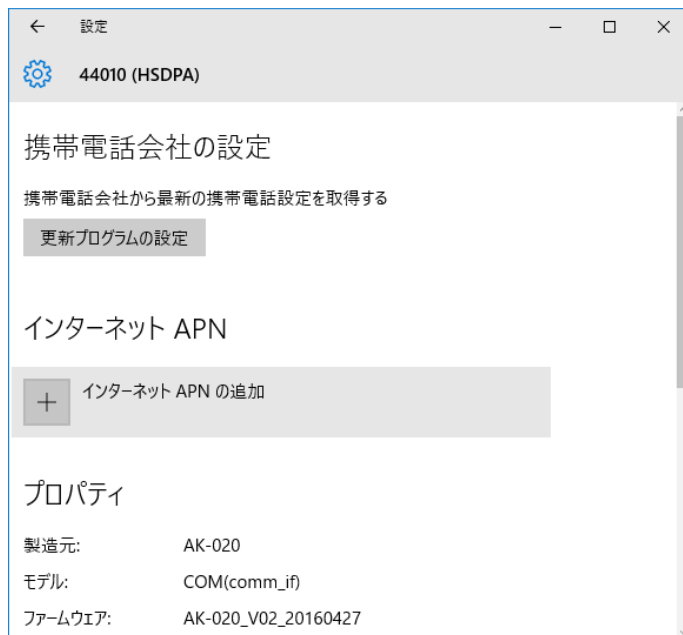 設定
44010 (HSDPA)
携帯電話会社の設定
携帯電話会社から最新の携帯電話設定を取得する
更新プログラムの設定
インターネット APN
インターネット APN の追加
プロパティ
製造元: AK-020
モデル: COM(comm_if)
ファームウェア: AK-020_V02_20160427